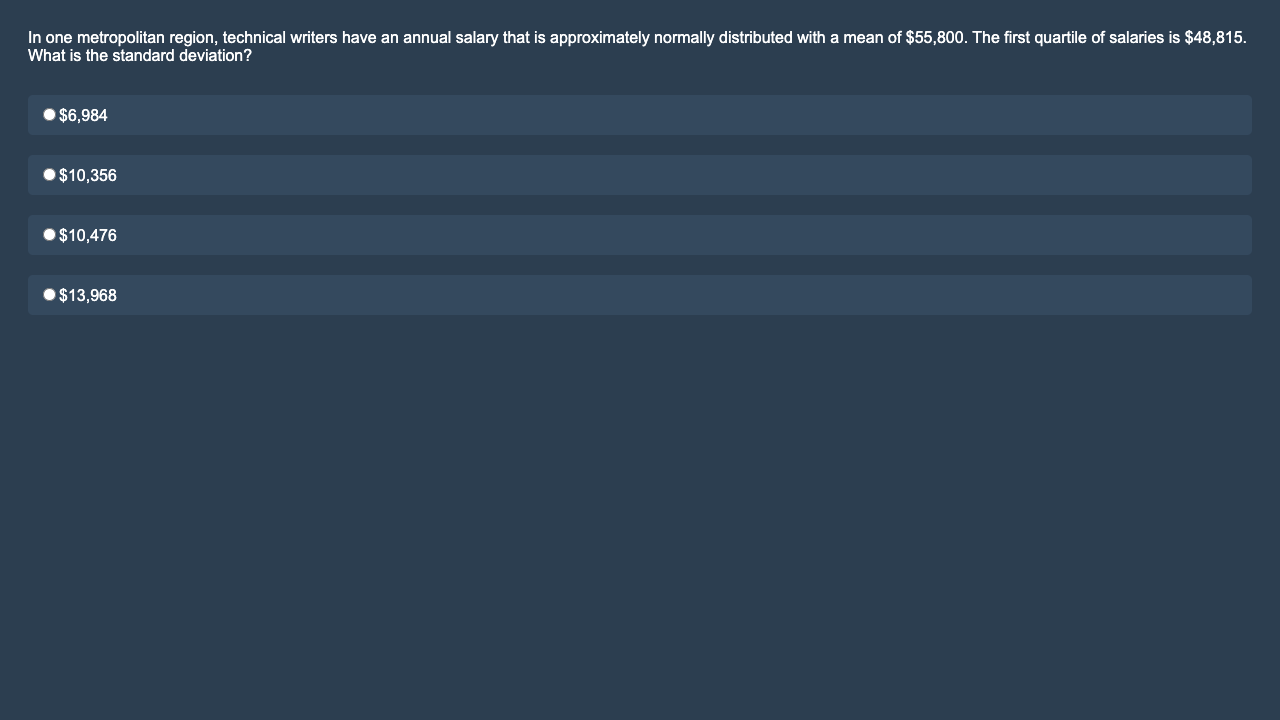 In one metropolitan region, technical writers have an annual salary that is approximately normally distributed with a mean of $55,800. The first quartile of salaries is $48,815.
What is the standard deviation?
$6,984
$10,356
$10,476
$13,968